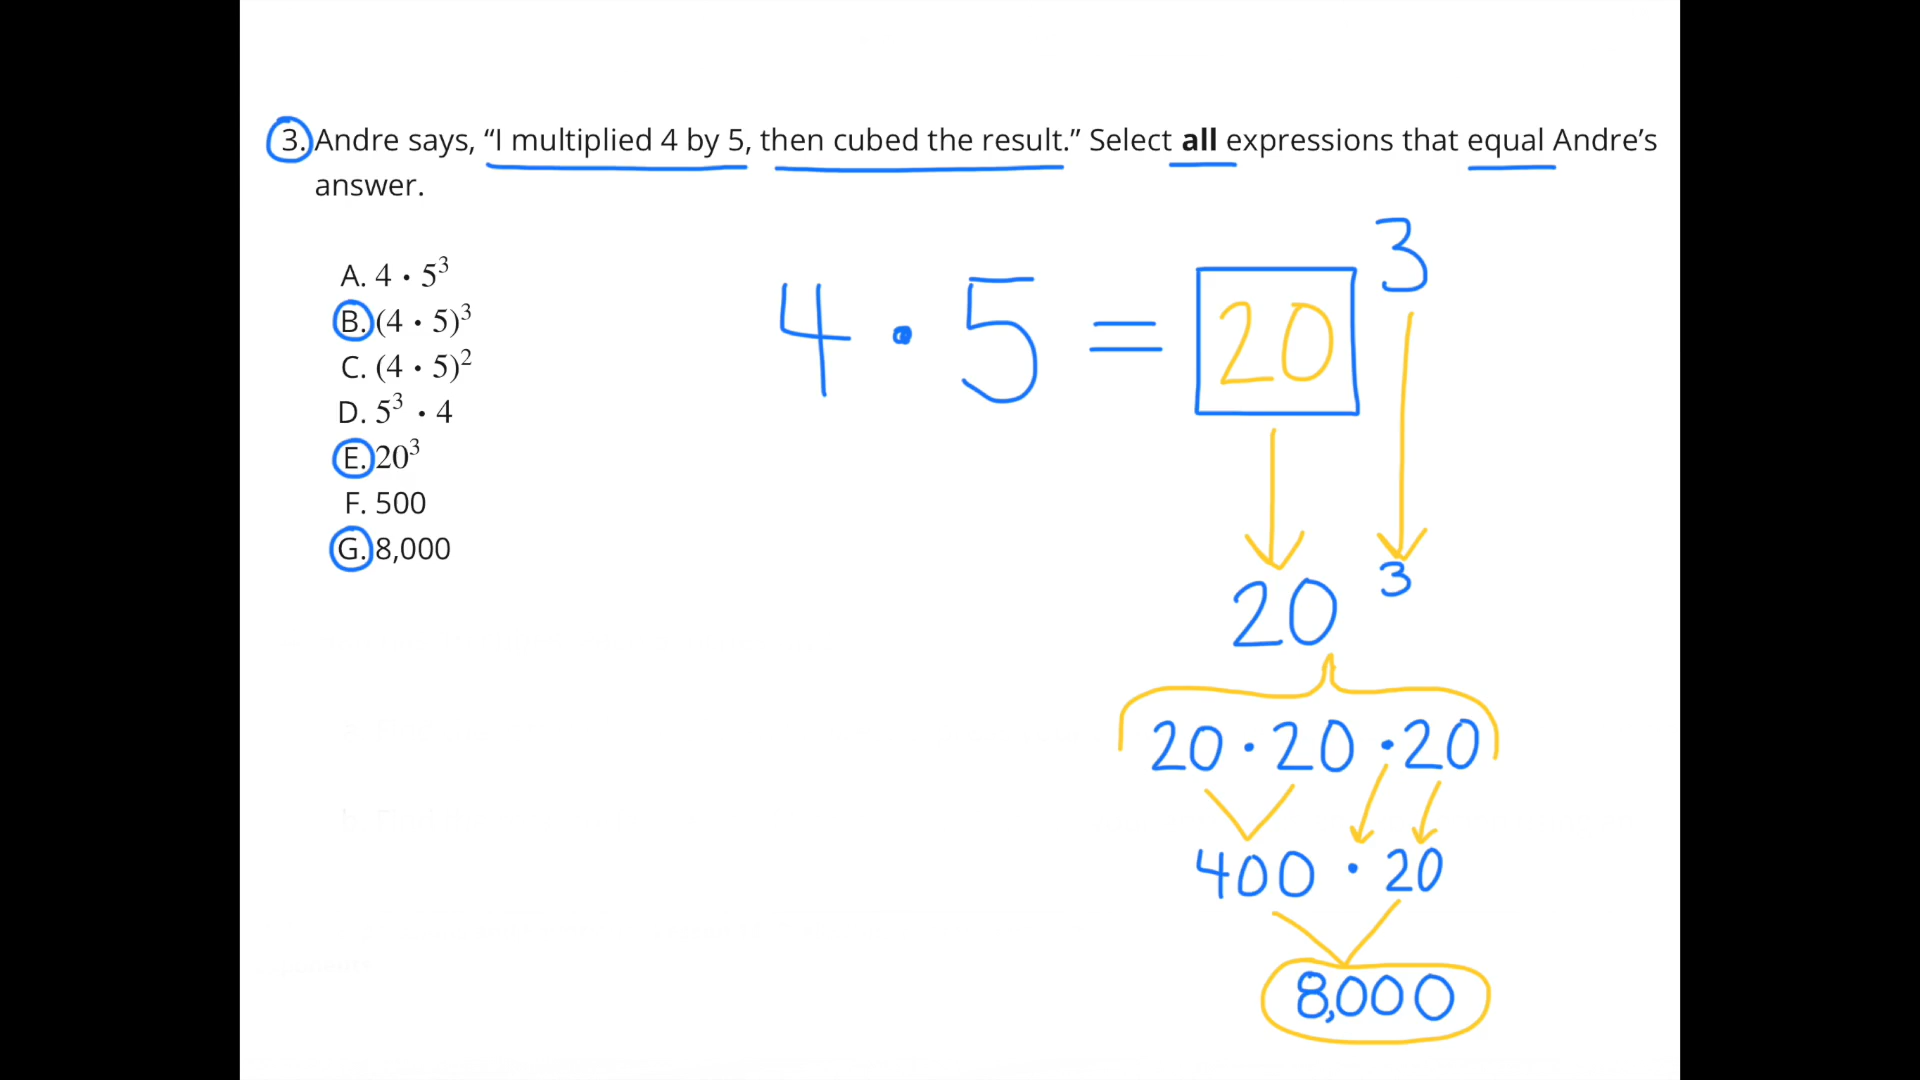 3. Andre says, “I multiplied 4 by 5, then cubed the result.” Select all expressions that equal Andre’s
answer.
A. 4 · 5³
B. (4 · 5)³
C. (4 · 5)²
D. 5³ · 4
E. 20³
F. 500
G. 8,000
4 · 5 = 20 ³
20 ³
20 · 20 · 20
400 · 20
8,000